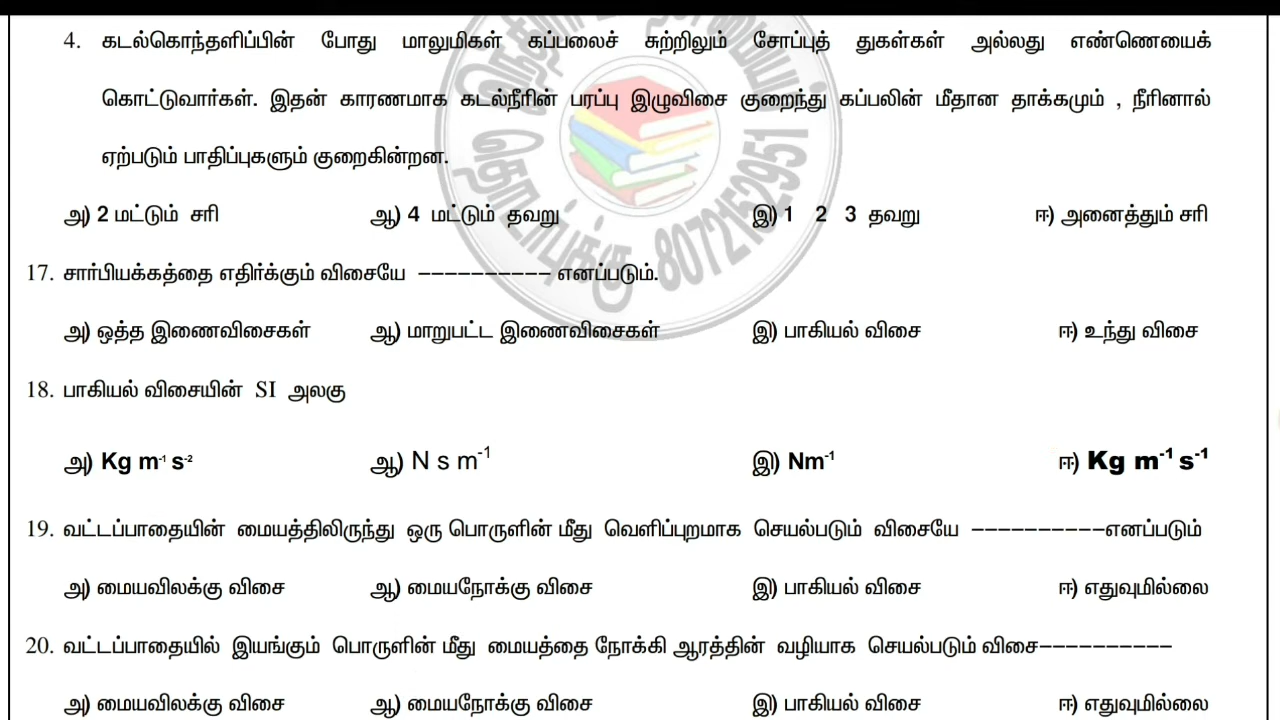 4. கடல்கொந்தளிப்பின் போது மாலுமிகள் கப்பலைச் சுற்றிலும் சோப்புத் துகள்கள் அல்லது எண்ணெயைக்
கொட்டுவார்கள். இதன் காரணமாக கடல்நீரின் பரப்பு இழுவிசை குறைந்து கப்பலின் மீதான தாக்கமும் , நீரினால்
ஏற்படும் பாதிப்புகளும் குறைகின்றன.
அ) 2 மட்டும் சரி ஆ) 4 மட்டும் தவறு இ) 1 2 3 தவறு ஈ) அனைத்தும் சரி
17. சார்பியக்கத்தை எதிர்க்கும் விசையே ---------- எனப்படும்.
அ) ஒத்த இணைவிசைகள் ஆ) மாறுபட்ட இணைவிசைகள் இ) பாகியல் விசை ஈ) உந்து விசை
18. பாகியல் விசையின் SI அலகு
அ) Kg m⁻¹ s⁻² ஆ) N s m⁻¹ இ) Nm⁻¹ ஈ) Kg m⁻¹ s⁻¹
19. வட்டப்பாதையின் மையத்திலிருந்து ஒரு பொருளின் மீது வெளிப்புறமாக செயல்படும் விசையே ----------எனப்படும்
அ) மையவிலக்கு விசை ஆ) மையநோக்கு விசை இ) பாகியல் விசை ஈ) எதுவுமில்லை
20. வட்டப்பாதையில் இயங்கும் பொருளின் மீது மையத்தை நோக்கி ஆரத்தின் வழியாக செயல்படும் விசை----------
அ) மையவிலக்கு விசை ஆ) மையநோக்கு விசை இ) பாகியல் விசை ஈ) எதுவுமில்லை
தொடர்புக்கு 8072152951